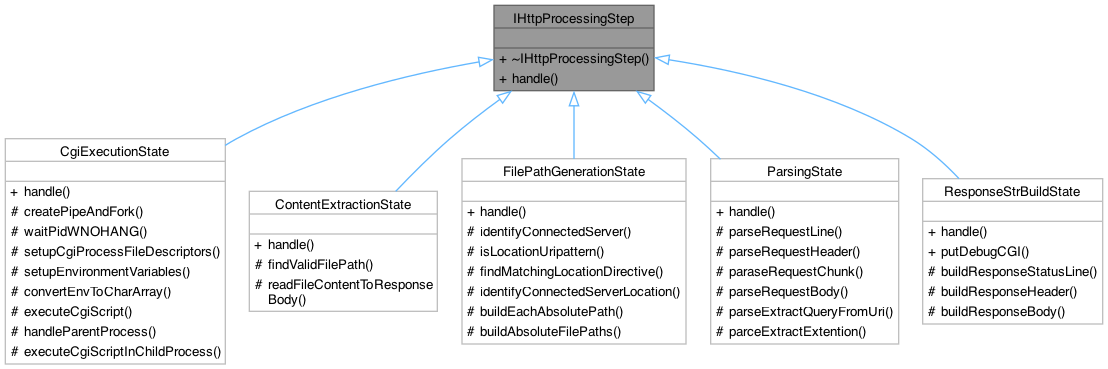 IHttpProcessingStep
+ ~IHttpProcessingStep()
+ handle()
CgiExecutionState
+ handle()
# createPipeAndFork()
# waitPidWNOHANG()
# setupCgiProcessFileDescriptors()
# setupEnvironmentVariables()
# convertEnvToCharArray()
# executeCgiScript()
# handleParentProcess()
# executeCgiScriptInChildProcess()
ContentExtractionState
+ handle()
# findValidFilePath()
# readFileContentToResponse
Body()
FilePathGenerationState
+ handle()
# identifyConnectedServer()
# isLocationUripattern()
# findMatchingLocationDirective()
# identifyConnectedServerLocation()
# buildEachAbsolutePath()
# buildAbsoluteFilePaths()
ParsingState
+ handle()
# parseRequestLine()
# parseRequestHeader()
# paraseRequestChunk()
# parseRequestBody()
# parseExtractQueryFromUri()
# parceExtractExtention()
ResponseStrBuildState
+ handle()
+ putDebugCGI()
# buildResponseStatusLine()
# buildResponseHeader()
# buildResponseBody()